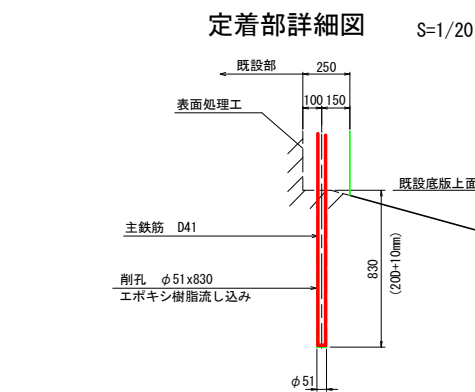 定着部詳細図 S=1/20
既設部 250
100 150
表面処理工
既設底版上面
主鉄筋 D41
830
(20D+10mm)
削孔 φ51x830
エポキシ樹脂流し込み
φ51